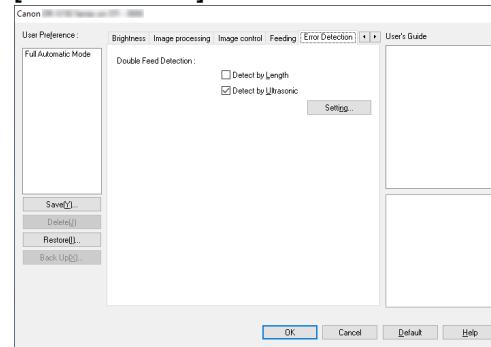 Canon
User Preference :
Full Automatic Mode
Save(Y)...
Delete(J)
Restore(I)...
Back Up(X)...
Brightness Image processing Image control Feeding Error Detection
Double Feed Detection :
Detect by Length
Detect by Ultrasonic
Setting...
User's Guide
OK Cancel Default Help